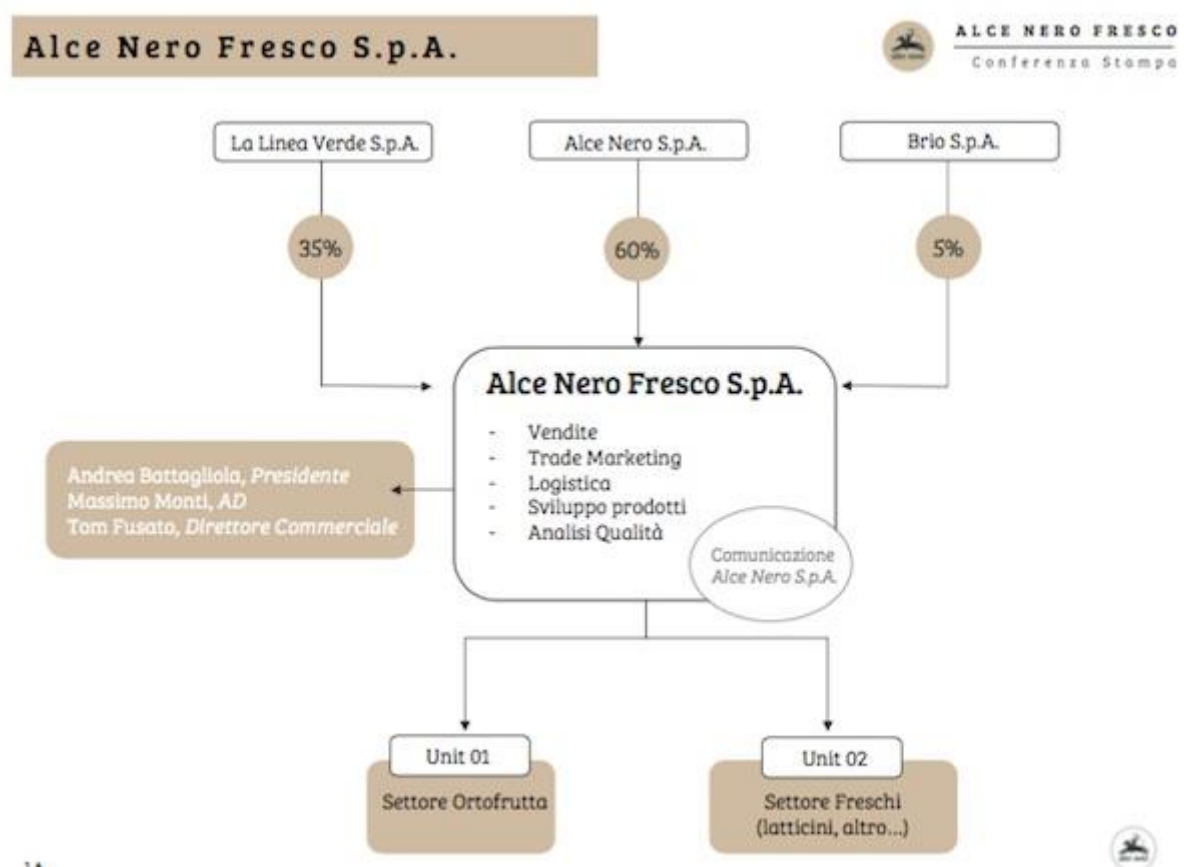 Alce Nero Fresco S.p.A.
ALCE NERO FRESCO
Conferenza Stampa
La Linea Verde S.p.A.
Alce Nero S.p.A.
Brio S.p.A.
35%
60%
5%
Alce Nero Fresco S.p.A.
- Vendite
- Trade Marketing
- Logistica
- Sviluppo prodotti
- Analisi Qualità
Andrea Battagliola, Presidente
Massimo Monti, AD
Tom Fusato, Direttore Commerciale
Comunicazione
Alce Nero S.p.A.
Unit 01
Settore Ortofrutta
Unit 02
Settore Freschi
(latticini, altro...)